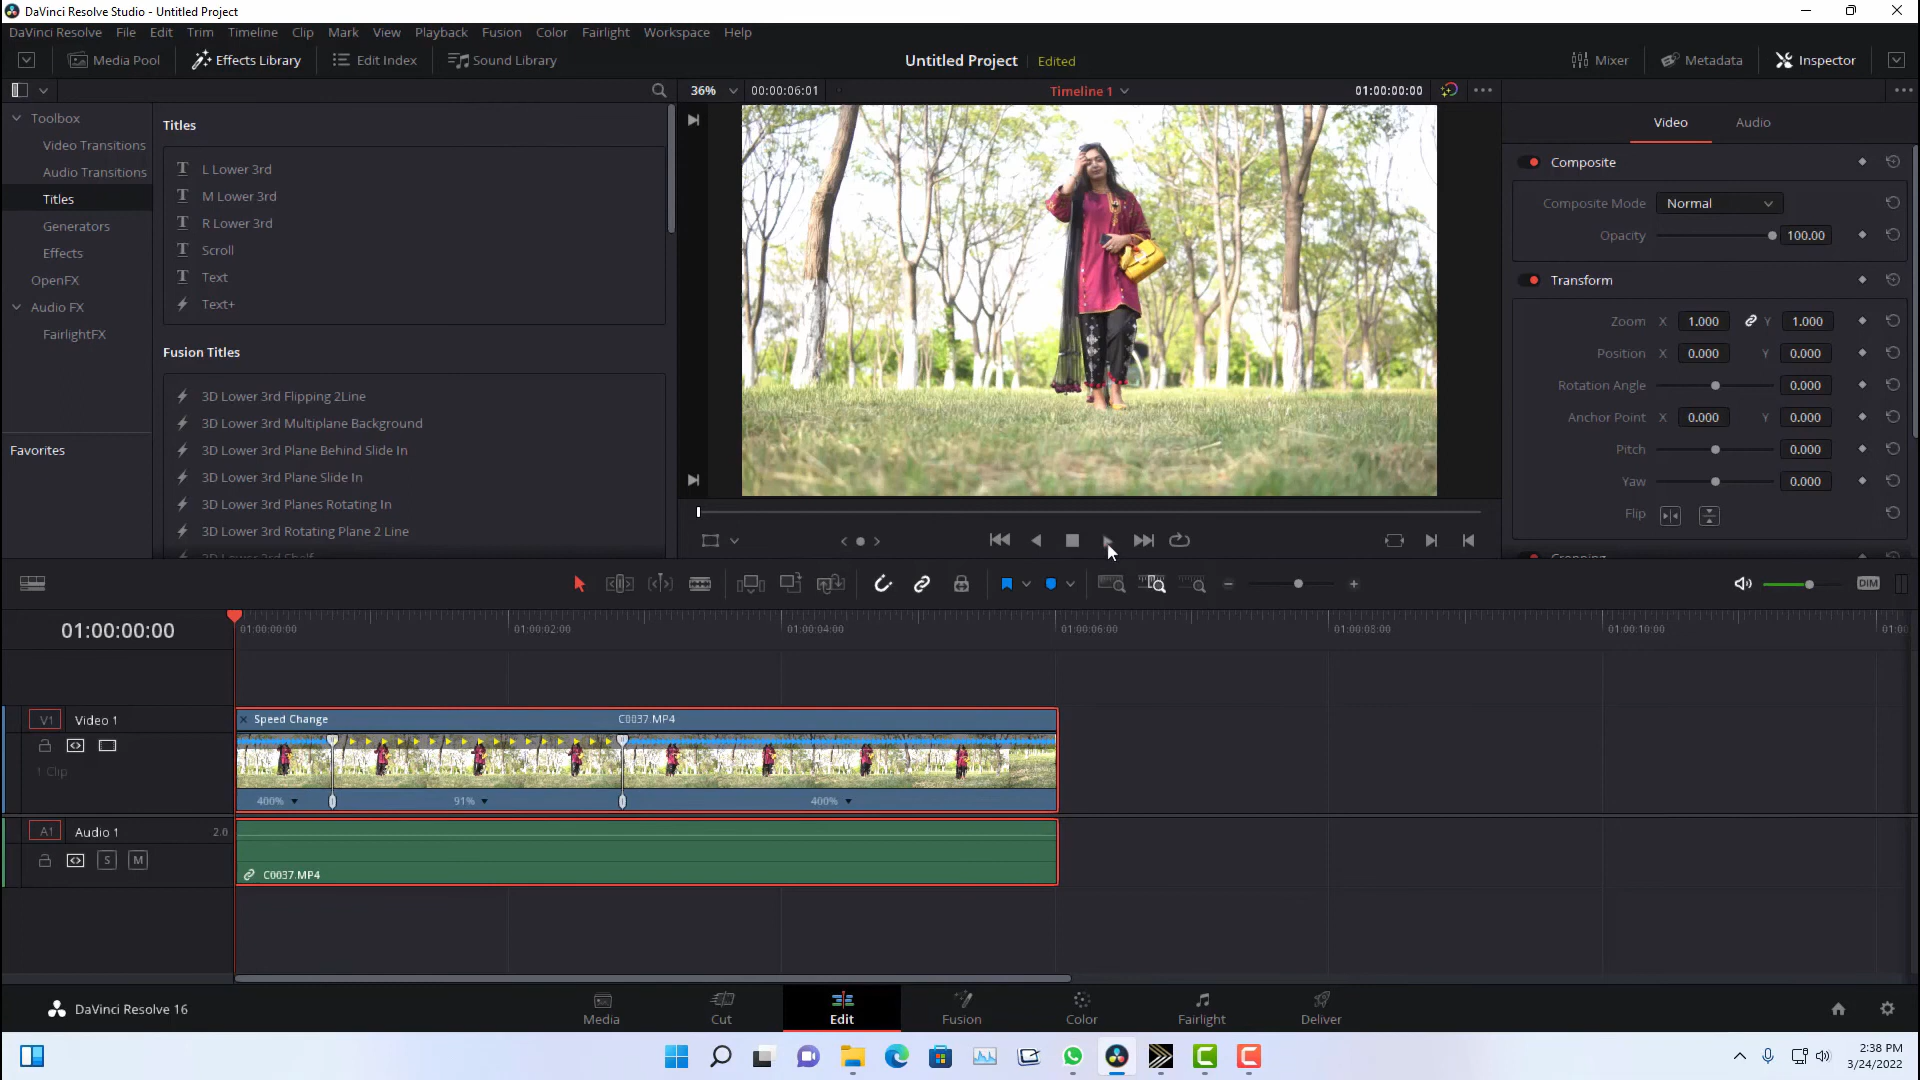 DaVinci Resolve Studio - Untitled Project
DaVinci Resolve File Edit Trim Timeline Clip Mark View Playback Fusion Color Fairlight Workspace Help
Media Pool Effects Library Edit Index Sound Library Untitled Project Edited Mixer Metadata Inspector
36% 00:00:06:01 Timeline 1 01:00:00:00
Toolbox
Video Transitions
Audio Transitions
Titles
Generators
Effects
OpenFX
Audio FX
FairlightFX
Favorites
Titles
L Lower 3rd
M Lower 3rd
R Lower 3rd
Scroll
Text
Text+
Fusion Titles
3D Lower 3rd Flipping 2Line
3D Lower 3rd Multiplane Background
3D Lower 3rd Plane Behind Slide In
3D Lower 3rd Plane Slide In
3D Lower 3rd Planes Rotating In
3D Lower 3rd Rotating Plane 2 Line
3D Lower 3rd Shelf
Video Audio
Composite
Composite Mode Normal
Opacity 100.00
Transform
Zoom X 1.000 Y 1.000
Position X 0.000 Y 0.000
Rotation Angle 0.000
Anchor Point X 0.000 Y 0.000
Pitch 0.000
Yaw 0.000
Flip
Cropping
DIM
01:00:00:00 01:00:00:00 01:00:02:00 01:00:04:00 01:00:06:00 01:00:08:00 01:00:10:00 01:00
V1 Video 1 Speed Change C0037.MP4
1 Clip
400% 91% 400%
A1 Audio 1 2.0
S M
C0037.MP4
DaVinci Resolve 16 Media Cut Edit Fusion Color Fairlight Deliver
2:38 PM
3/24/2022